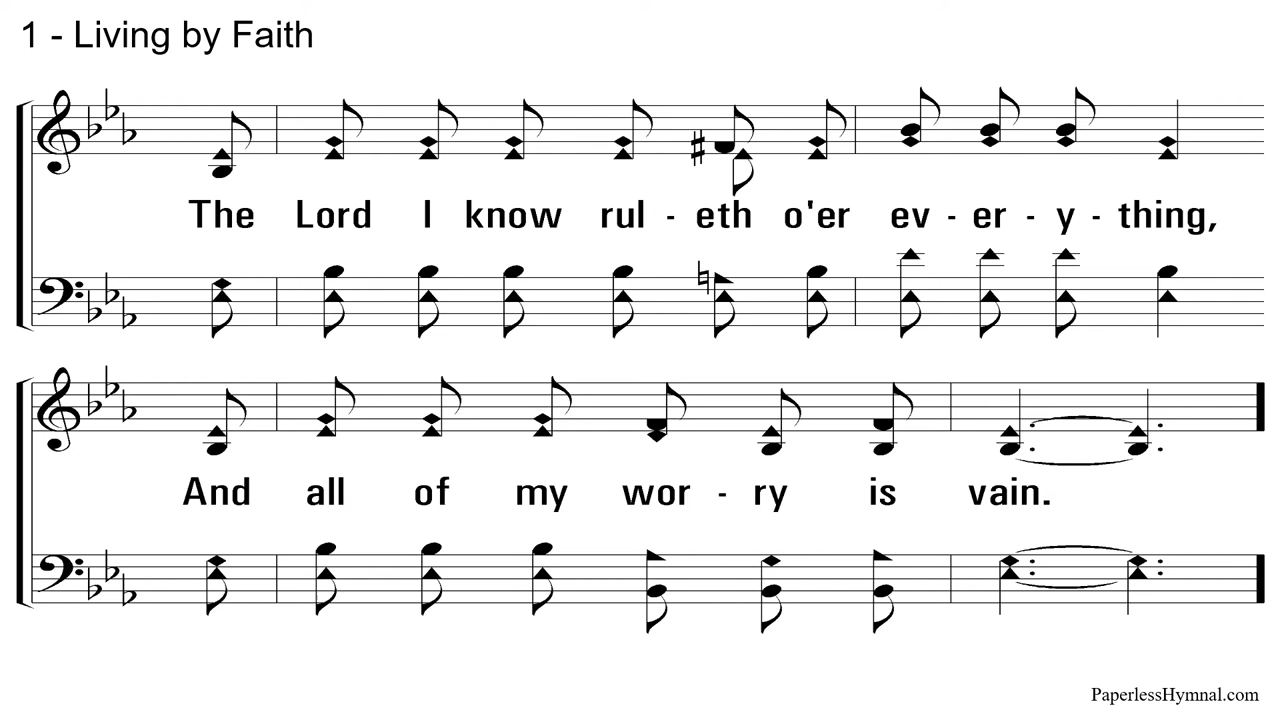 1 - Living by Faith
The Lord I know rul - eth o'er ev - er - y - thing,
And all of my wor - ry is vain.
PaperlessHymnal.com